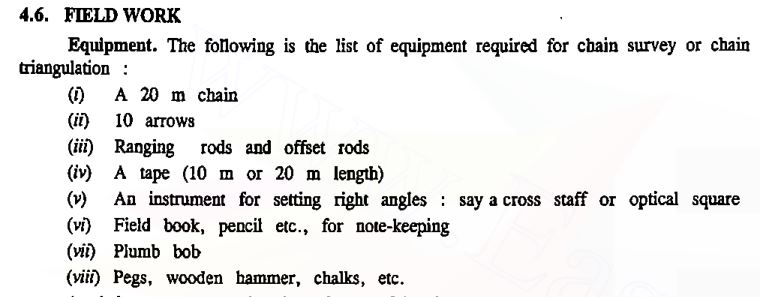 4.6. FIELD WORK
Equipment. The following is the list of equipment required for chain survey or chain
triangulation :
(i) A 20 m chain
(ii) 10 arrows
(iii) Ranging rods and offset rods
(iv) A tape (10 m or 20 m length)
(v) An instrument for setting right angles : say a cross staff or optical square
(vi) Field book, pencil etc., for note-keeping
(vii) Plumb bob
(viii) Pegs, wooden hammer, chalks, etc.